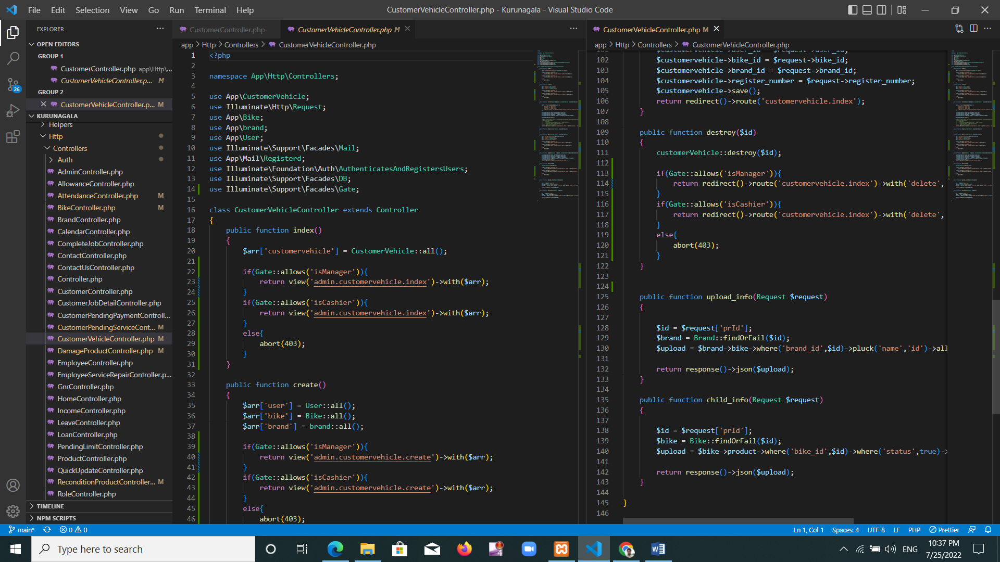 File Edit Selection View Go Run Terminal Help
CustomerVehicleController.php - Kurunagala - Visual Studio Code
EXPLORER
OPEN EDITORS
GROUP 1
CustomerController.php app\Http\...
CustomerVehicleController.p... M
GROUP 2
CustomerVehicleController.p... M
KURUNAGALA
Helpers
Http
Controllers
Auth
AdminController.php
AllowanceController.php
AttendanceController.php M
BikeController.php M
BrandController.php
CalendarController.php
CompleteJobController.php
ContactController.php
ContactUsController.php
Controller.php
CustomerController.php
CustomerJobDetailController.php
CustomerPendingPaymentControll...
CustomerPendingServiceCont... M
CustomerVehicleController.php M
DamageProductController.php M
EmployeeController.php
EmployeeServiceRepairController.p...
GnrController.php
HomeController.php
IncomeController.php
LeaveController.php
LoanController.php
PendingLimitController.php
ProductController.php
QuickUpdateController.php
ReconditionProductController... M
RoleController.php
TIMELINE
NPM SCRIPTS
26
CustomerController.php
CustomerVehicleController.php M
app > Http > Controllers > CustomerVehicleController.php
1 <?php
2
3 namespace App\Http\Controllers;
4
5 use App\CustomerVehicle;
6 use Illuminate\Http\Request;
7 use App\Bike;
8 use App\brand;
9 use App\User;
10 use Illuminate\Support\Facades\Mail;
11 use App\Mail\Registerd;
12 use Illuminate\Foundation\Auth\AuthenticatesAndRegistersUsers;
13 use Illuminate\Support\Facades\DB;
14 use Illuminate\Support\Facades\Gate;
15
16 class CustomerVehicleController extends Controller
17 {
18 public function index()
19 {
20 $arr['customervehicle'] = CustomerVehicle::all();
21
22 if(Gate::allows('isManager')){
23 return view('admin.customervehicle.index')->with($arr);
24 }
25 if(Gate::allows('isCashier')){
26 return view('admin.customervehicle.index')->with($arr);
27 }
28 else{
29 abort(403);
30 }
31 }
32
33 public function create()
34 {
35 $arr['user'] = User::all();
36 $arr['bike'] = Bike::all();
37 $arr['brand'] = brand::all();
38
39 if(Gate::allows('isManager')){
40 return view('admin.customervehicle.create')->with($arr);
41 }
42 if(Gate::allows('isCashier')){
43 return view('admin.customervehicle.create')->with($arr);
44 }
45 else{
46 abort(403);
CustomerVehicleController.php M
app > Http > Controllers > CustomerVehicleController.php
101 $customervehicle->user_id = $request->user_id;
102 $customervehicle->bike_id = $request->bike_id;
103 $customervehicle->brand_id = $request->brand_id;
104 $customervehicle->register_number = $request->register_number;
105 $customervehicle->save();
106 return redirect()->route('customervehicle.index');
107 }
108
109 public function destroy($id)
110 {
111 customerVehicle::destroy($id);
112
113 if(Gate::allows('isManager')){
114 return redirect()->route('customervehicle.index')->with('delete',
115 }
116 if(Gate::allows('isCashier')){
117 return redirect()->route('customervehicle.index')->with('delete',
118 }
119 else{
120 abort(403);
121 }
122 }
123
124
125 public function upload_info(Request $request)
126 {
127
128 $id = $request['prId'];
129 $brand = Brand::findOrFail($id);
130 $upload = $brand->bike->where('brand_id',$id)->pluck('name','id')->all
131
132 return response()->json($upload);
133 }
134
135 public function child_info(Request $request)
136 {
137
138 $id = $request['prId'];
139 $bike = Bike::findOrFail($id);
140 $upload = $bike->product->where('bike_id',$id)->where('status',true)->
141
142 return response()->json($upload);
143 }
144
145 }
146
main* 0 0
Ln 1, Col 1 Spaces: 4 UTF-8 LF PHP Prettier
Type here to search
ENG
10:37 PM
7/25/2022